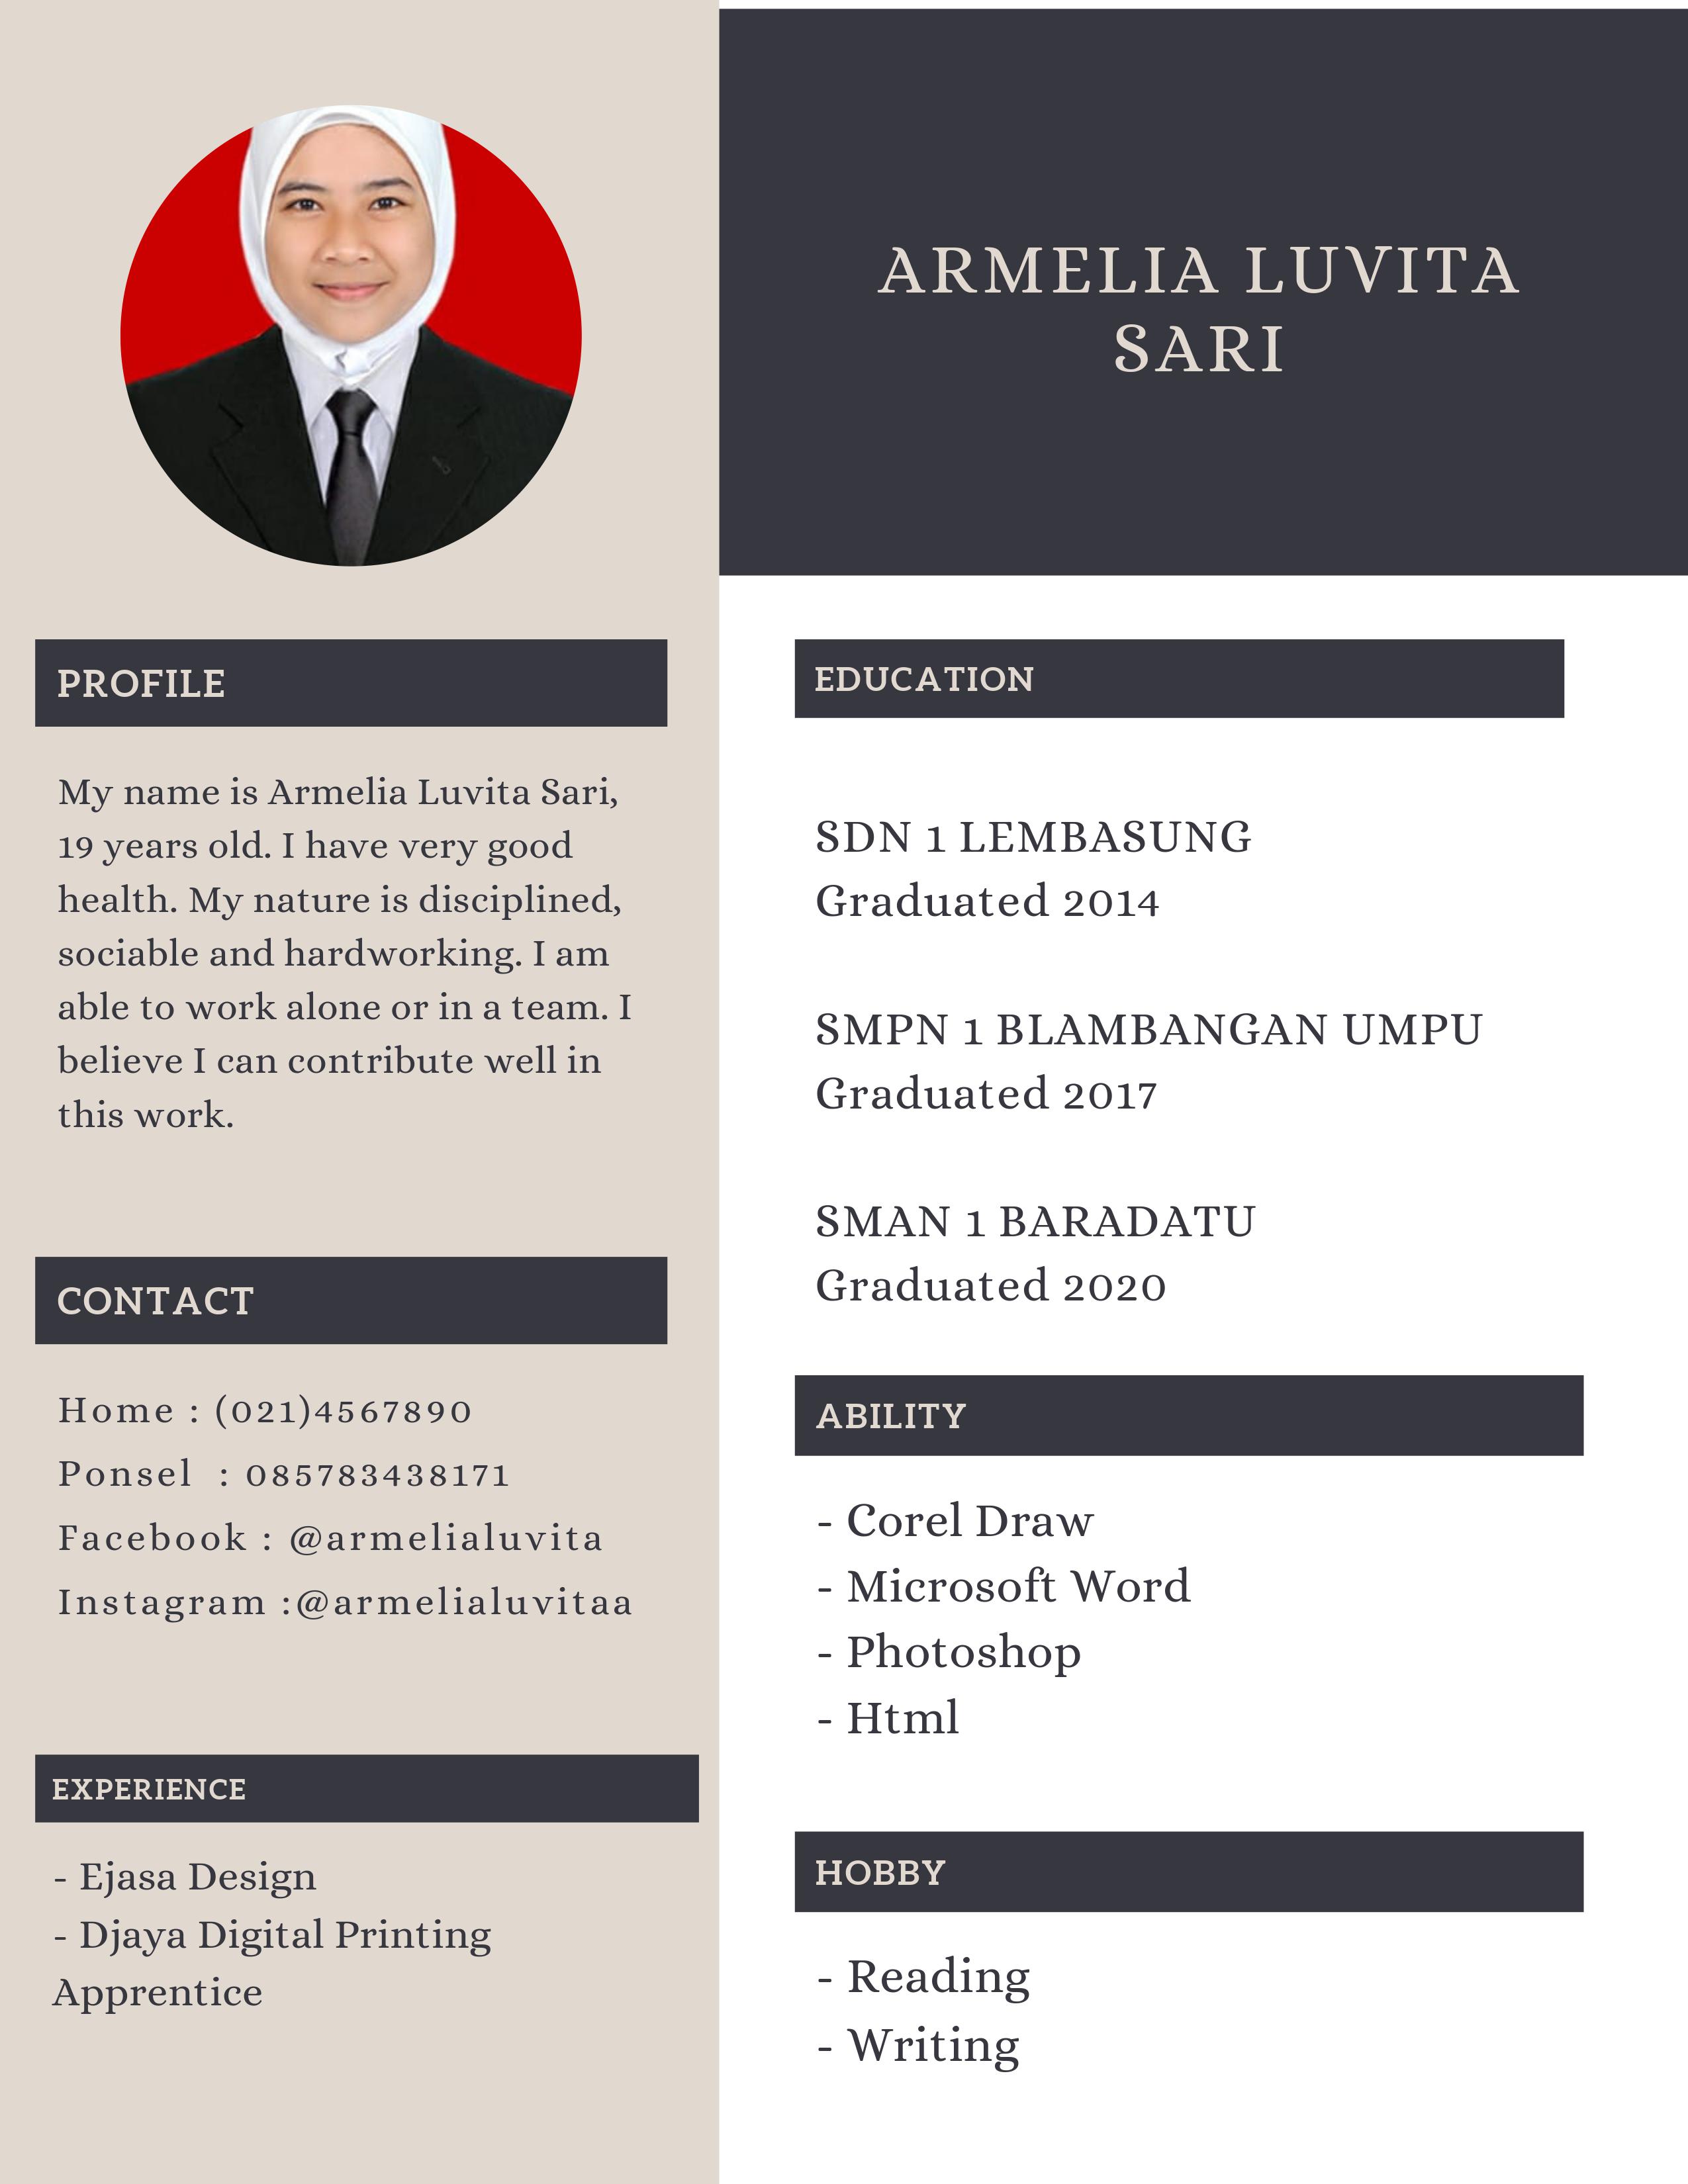 ARMELIA LUVITA
SARI
PROFILE
My name is Armelia Luvita Sari,
19 years old. I have very good
health. My nature is disciplined,
sociable and hardworking. I am
able to work alone or in a team. I
believe I can contribute well in
this work.
CONTACT
Home : (021)4567890
Ponsel  : 085783438171
Facebook : @armelialuvita
Instagram :@armelialuvitaa
EXPERIENCE
- Ejasa Design
- Djaya Digital Printing
Apprentice
EDUCATION
SDN 1 LEMBASUNG
Graduated 2014
SMPN 1 BLAMBANGAN UMPU
Graduated 2017
SMAN 1 BARADATU
Graduated 2020
ABILITY
- Corel Draw
- Microsoft Word
- Photoshop
- Html
HOBBY
- Reading
- Writing